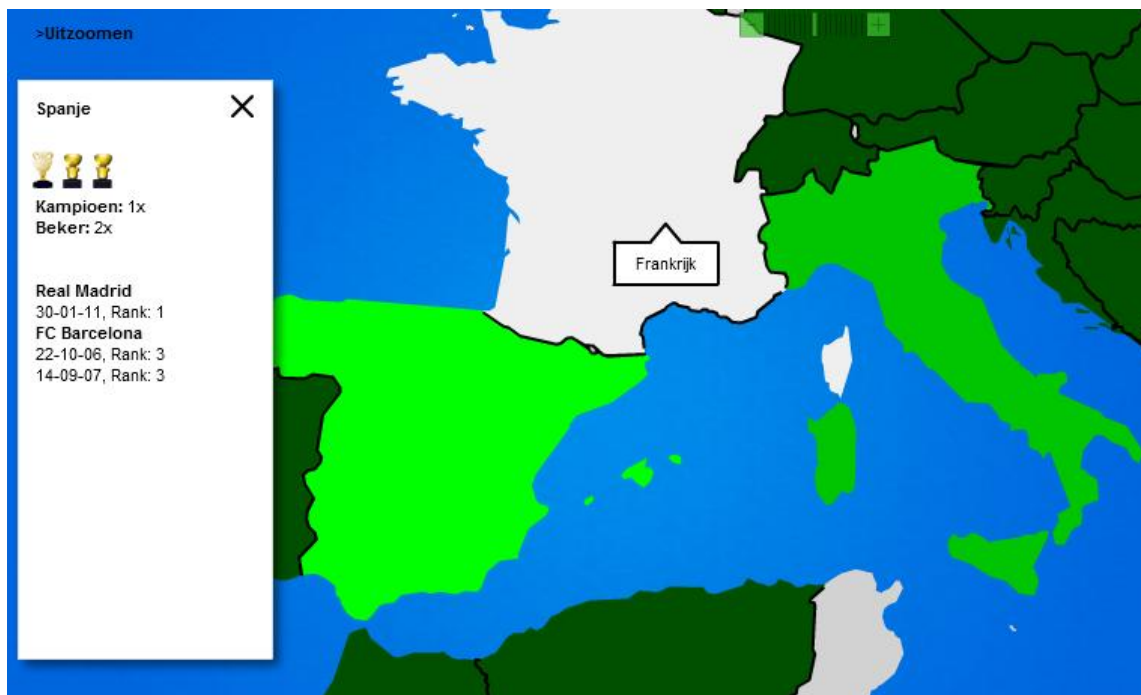 >Uitzoomen
Spanje
Kampioen: 1x
Beker: 2x
Real Madrid
30-01-11, Rank: 1
FC Barcelona
22-10-06, Rank: 3
14-09-07, Rank: 3
Frankrijk